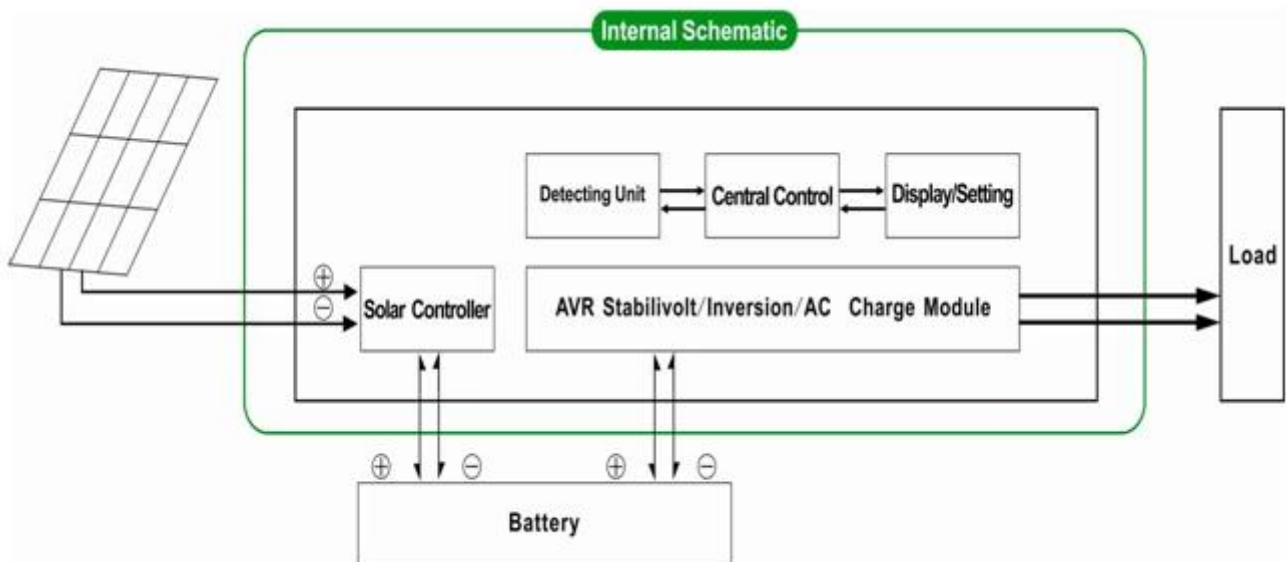 Internal Schematic
Detecting Unit
Central Control
Display/Setting
Load
⊕
⊖
Solar Controller
AVR Stabilivolt/Inversion/AC Charge Module
⊕ ⊖ ⊕ ⊖
Battery